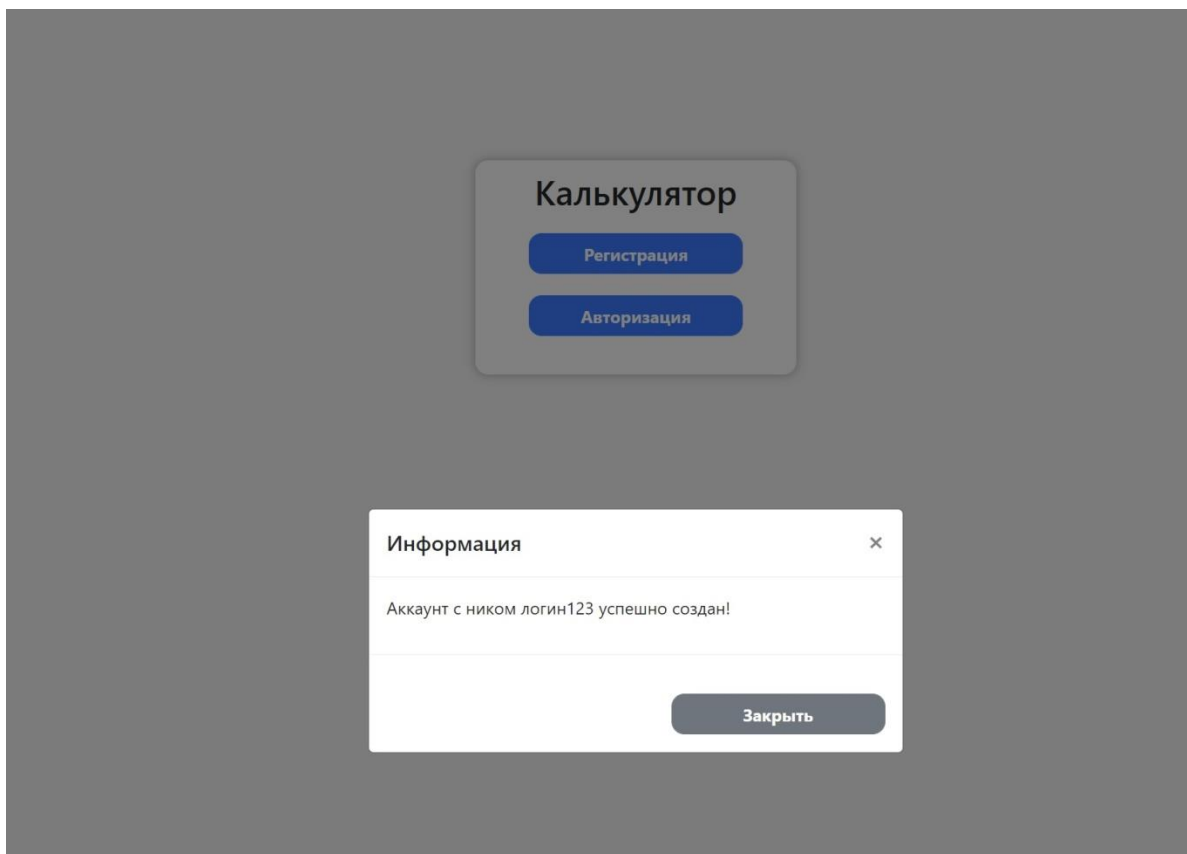 Калькулятор
Регистрация
Авторизация
Информация
×
Аккаунт с ником логин123 успешно создан!
Закрыть